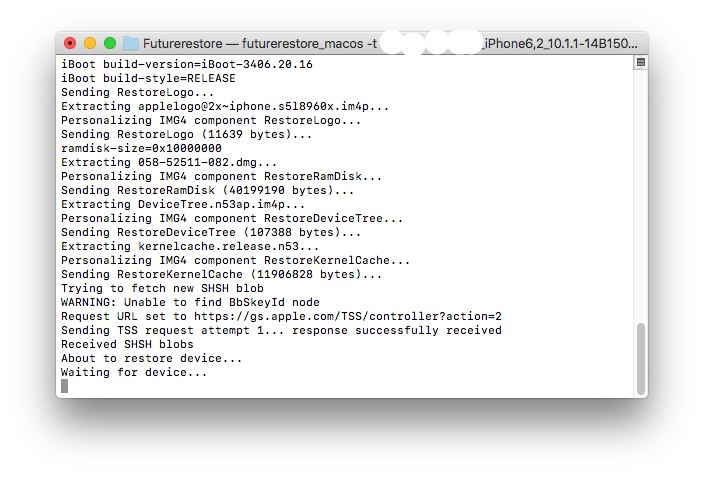 Futurerestore — futurerestore_macos -t _iPhone6,2_10.1.1-14B150...
iBoot build-version=iBoot-3406.20.16
iBoot build-style=RELEASE
Sending RestoreLogo...
Extracting applelogo@2x~iphone.s5l8960x.im4p...
Personalizing IMG4 component RestoreLogo...
Sending RestoreLogo (11639 bytes)...
ramdisk-size=0x10000000
Extracting 058-52511-082.dmg...
Personalizing IMG4 component RestoreRamDisk...
Sending RestoreRamDisk (40199190 bytes)...
Extracting DeviceTree.n53ap.im4p...
Personalizing IMG4 component RestoreDeviceTree...
Sending RestoreDeviceTree (107388 bytes)...
Extracting kernelcache.release.n53...
Personalizing IMG4 component RestoreKernelCache...
Sending RestoreKernelCache (11906828 bytes)...
Trying to fetch new SHSH blob
WARNING: Unable to find BbSkeyId node
Request URL set to https://gs.apple.com/TSS/controller?action=2
Sending TSS request attempt 1... response successfully received
Received SHSH blobs
About to restore device...
Waiting for device...